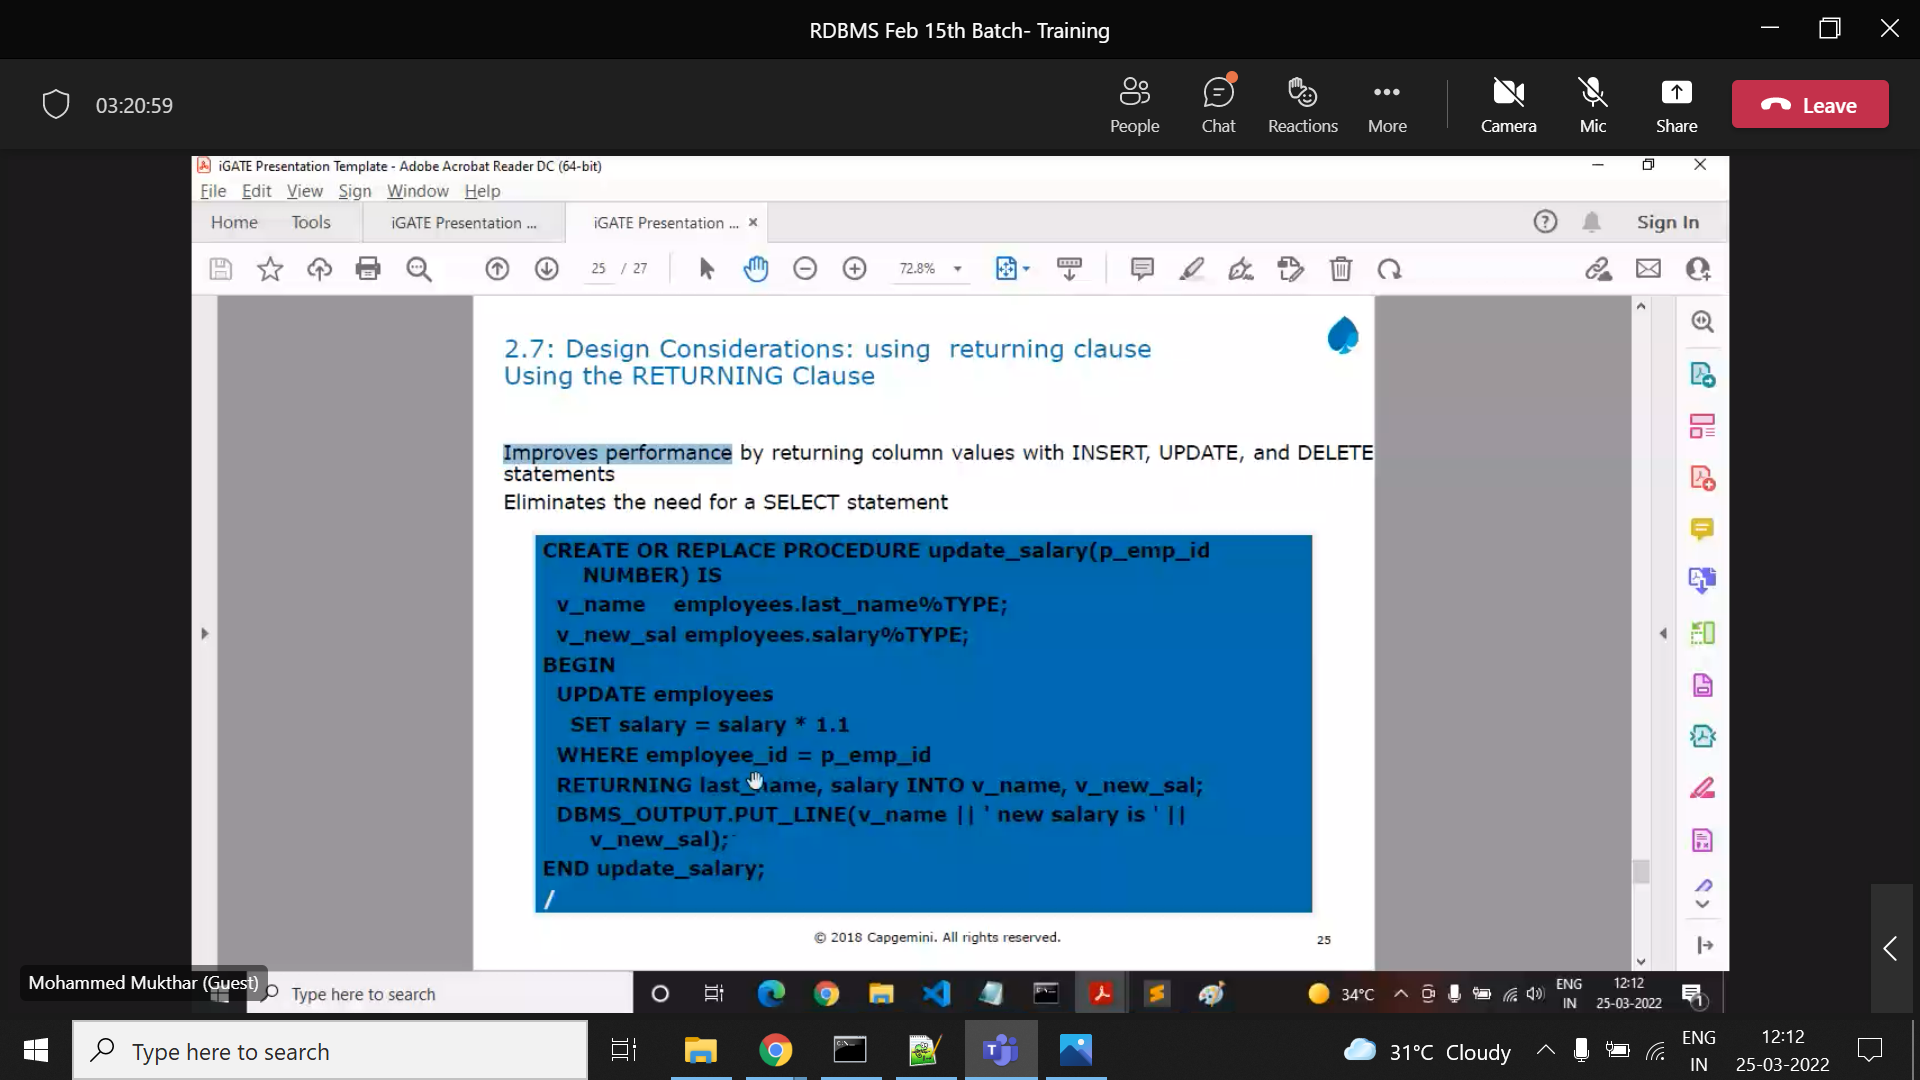 RDBMS Feb 15th Batch- Training
03:20:59
People
Chat
Reactions
More
Camera
Mic
Share
Leave
iGATE Presentation Template - Adobe Acrobat Reader DC (64-bit)
File Edit View Sign Window Help
Home Tools iGATE Presentation ... iGATE Presentation ... Sign In
25 / 27 72.8%
2.7: Design Considerations: using returning clause
Using the RETURNING Clause
Improves performance by returning column values with INSERT, UPDATE, and DELETE
statements
Eliminates the need for a SELECT statement
CREATE OR REPLACE PROCEDURE update_salary(p_emp_id
NUMBER) IS
v_name employees.last_name%TYPE;
v_new_sal employees.salary%TYPE;
BEGIN
UPDATE employees
SET salary = salary * 1.1
WHERE employee_id = p_emp_id
RETURNING last_name, salary INTO v_name, v_new_sal;
DBMS_OUTPUT.PUT_LINE(v_name || ' new salary is ' ||
v_new_sal);
END update_salary;
/
© 2018 Capgemini. All rights reserved.
25
Mohammed Mukthar (Guest)
Type here to search
34°C
ENG
IN
12:12
25-03-2022
1
Type here to search
31°C Cloudy
ENG
IN
12:12
25-03-2022